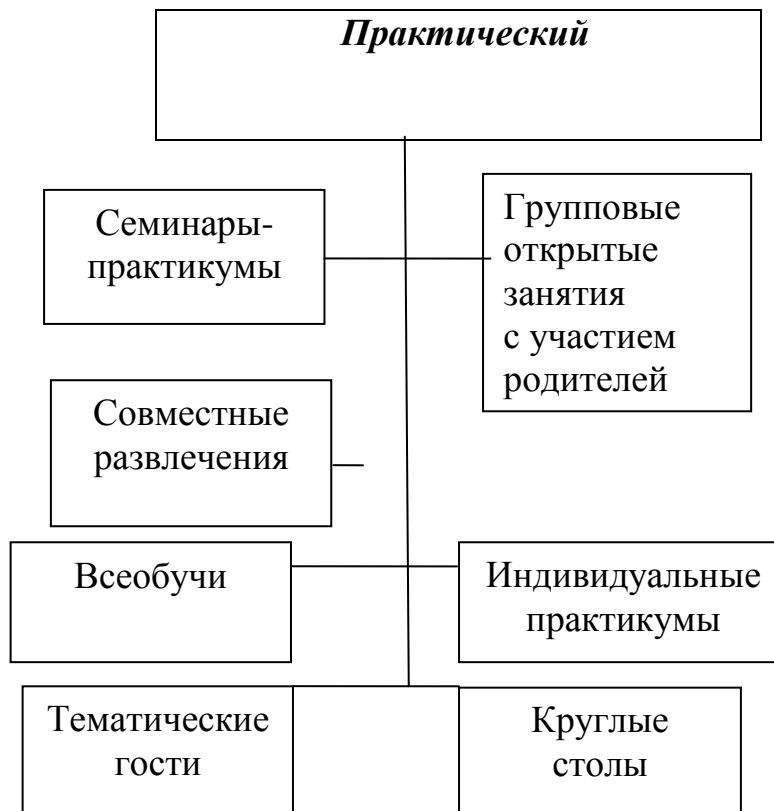 Практический
Семинары-
практикумы
Групповые
открытые
занятия
с участием
родителей
Совместные
развлечения
Всеобучи
Индивидуальные
практикумы
Тематические
гости
Круглые
столы